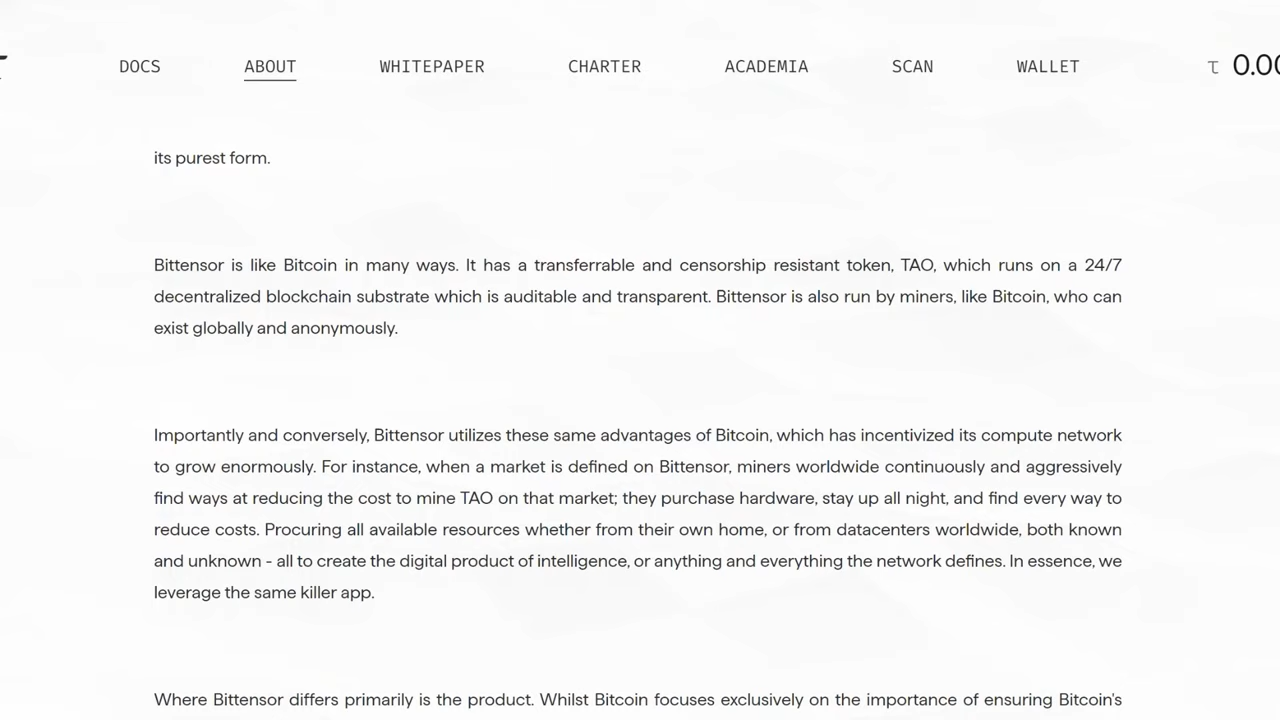 DOCS ABOUT WHITEPAPER CHARTER ACADEMIA SCAN WALLET τ 0.00
its purest form.
Bittensor is like Bitcoin in many ways. It has a transferrable and censorship resistant token, TAO, which runs on a 24/7
decentralized blockchain substrate which is auditable and transparent. Bittensor is also run by miners, like Bitcoin, who can
exist globally and anonymously.
Importantly and conversely, Bittensor utilizes these same advantages of Bitcoin, which has incentivized its compute network
to grow enormously. For instance, when a market is defined on Bittensor, miners worldwide continuously and aggressively
find ways at reducing the cost to mine TAO on that market; they purchase hardware, stay up all night, and find every way to
reduce costs. Procuring all available resources whether from their own home, or from datacenters worldwide, both known
and unknown - all to create the digital product of intelligence, or anything and everything the network defines. In essence, we
leverage the same killer app.
Where Bittensor differs primarily is the product. Whilst Bitcoin focuses exclusively on the importance of ensuring Bitcoin's